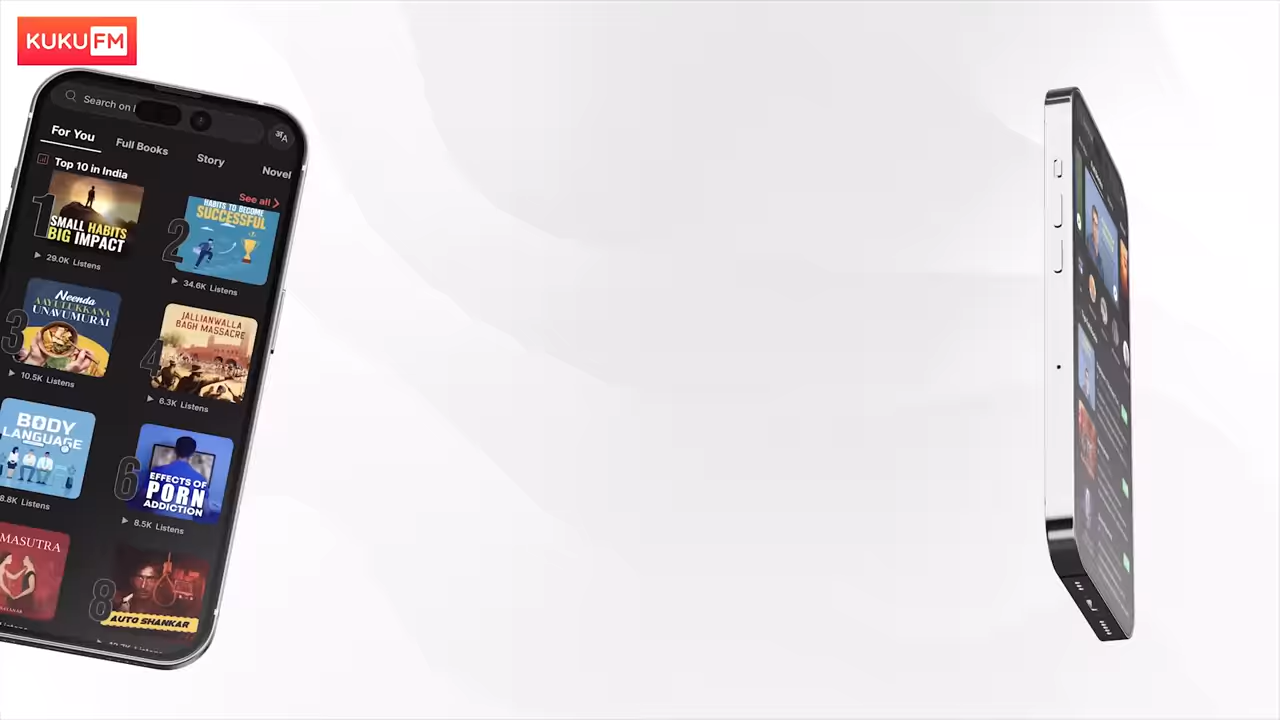 KUKU FM
Search on
For You
Full Books
Story
Novel
Top 10 in India
See all
1
SMALL HABITS
BIG IMPACT
29.0K Listens
2
HABITS TO BECOME
SUCCESSFUL
34.6K Listens
3
Neenda
AAYULUKKANA
UNAVUMURAI
10.5K Listens
4
JALLIANWALLA
BAGH MASSACRE
6.3K Listens
BODY
LANGUAGE
8.8K Listens
6
EFFECTS OF
PORN
ADDICTION
8.5K Listens
MASUTRA
8
AUTO SHANKAR